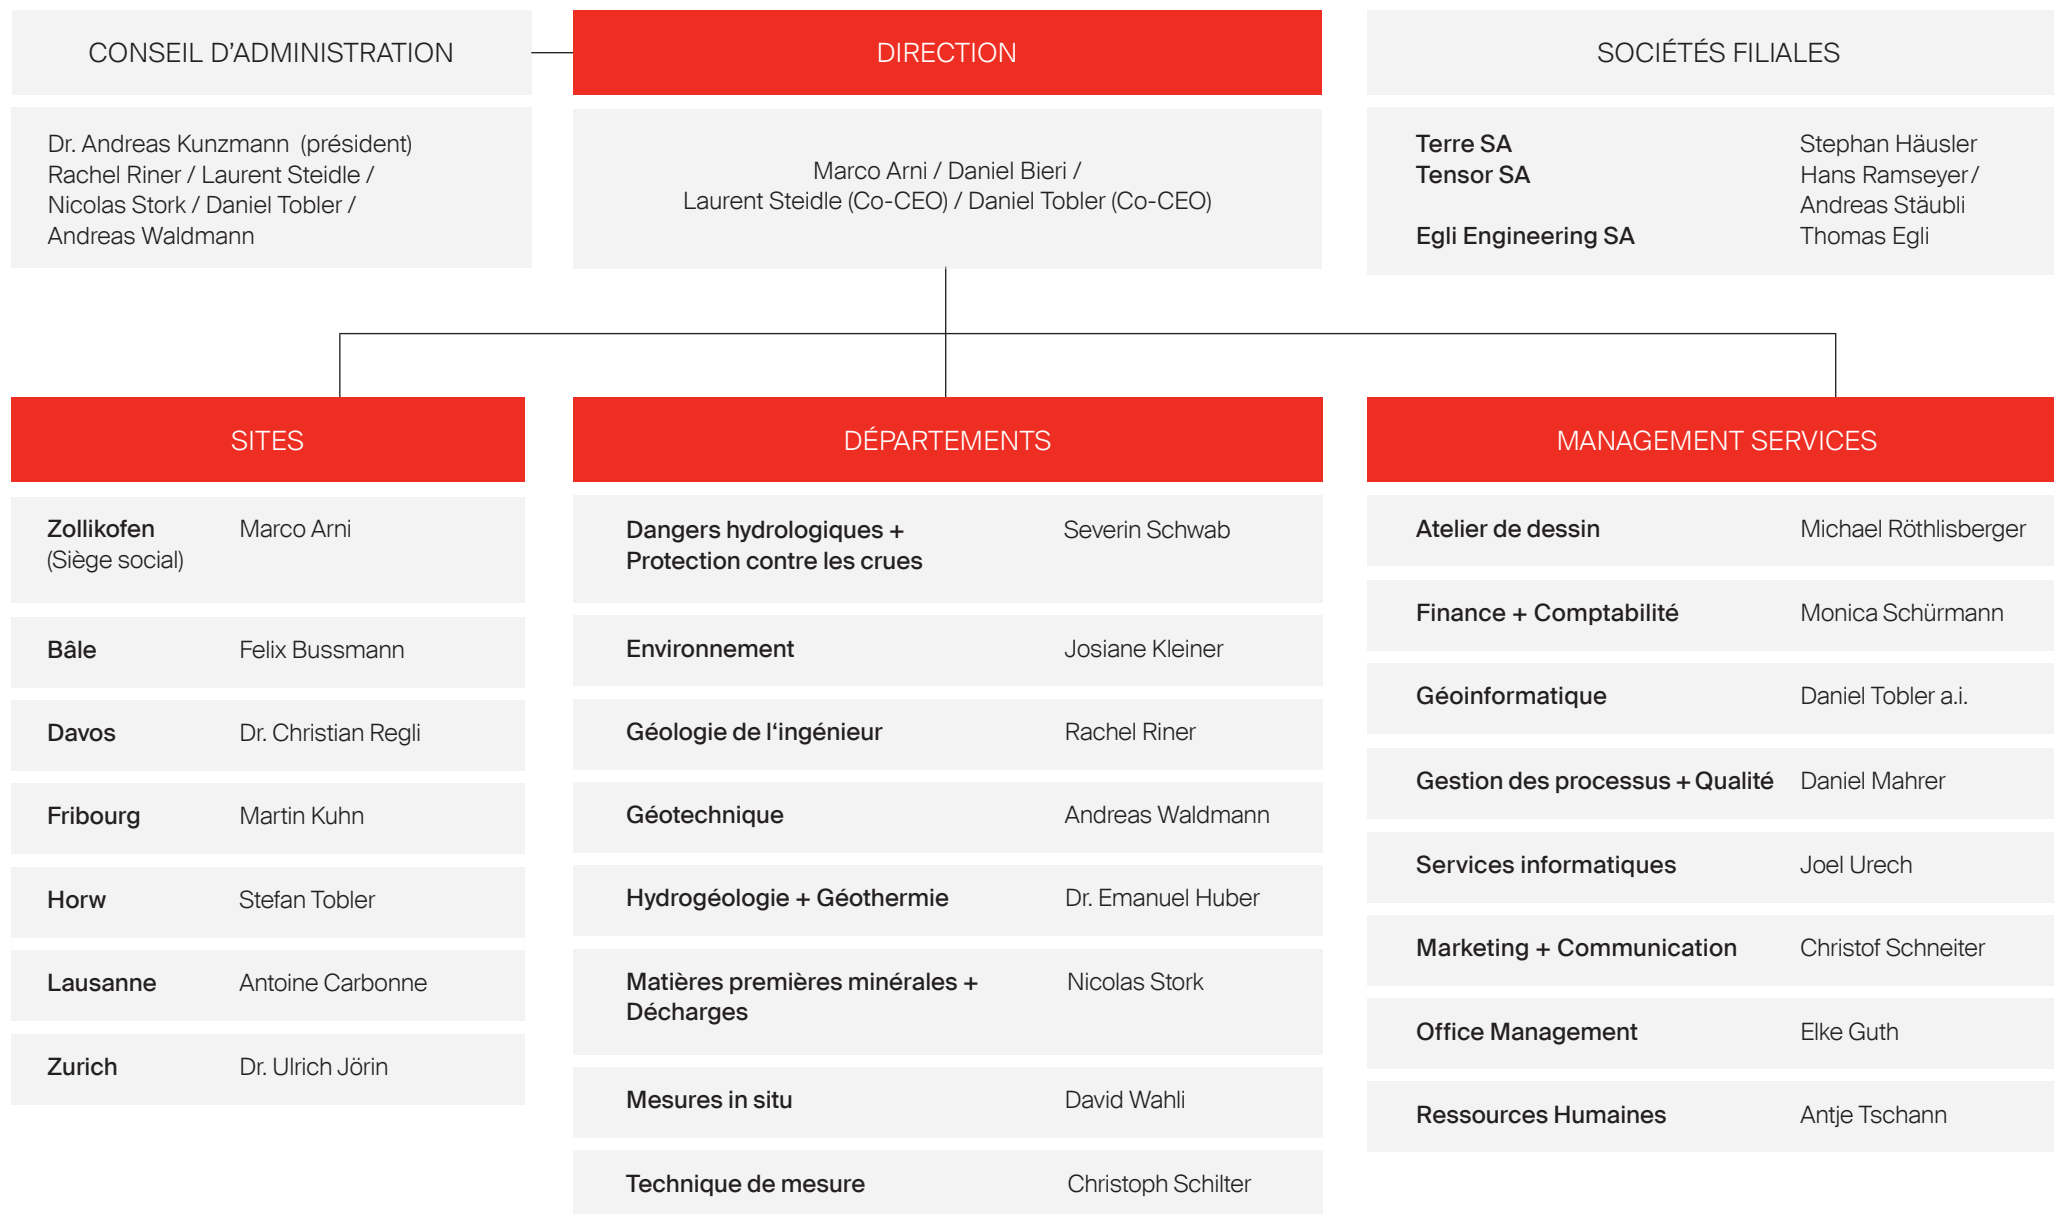 CONSEIL D’ADMINISTRATION
Dr. Andreas Kunzmann (président)
Rachel Riner / Laurent Steidle /
Nicolas Stork / Daniel Tobler /
Andreas Waldmann
DIRECTION
Marco Arni / Daniel Bieri /
Laurent Steidle (Co-CEO) / Daniel Tobler (Co-CEO)
SOCIÉTÉS FILIALES
Terre SA Stephan Häusler
Tensor SA Hans Ramseyer/
Andreas Stäubli
Egli Engineering SA Thomas Egli
SITES
Zollikofen Marco Arni
(Siège social)
Bâle Felix Bussmann
Davos Dr. Christian Regli
Fribourg Martin Kuhn
Horw Stefan Tobler
Lausanne Antoine Carbonne
Zurich Dr. Ulrich Jörin
DÉPARTEMENTS
Dangers hydrologiques + Severin Schwab
Protection contre les crues
Environnement Josiane Kleiner
Géologie de l‘ingénieur Rachel Riner
Géotechnique Andreas Waldmann
Hydrogéologie + Géothermie Dr. Emanuel Huber
Matières premières minérales + Nicolas Stork
Décharges
Mesures in situ David Wahli
Technique de mesure Christoph Schilter
MANAGEMENT SERVICES
Atelier de dessin Michael Röthlisberger
Finance + Comptabilité Monica Schürmann
Géoinformatique Daniel Tobler a.i.
Gestion des processus + Qualité Daniel Mahrer
Services informatiques Joel Urech
Marketing + Communication Christof Schneiter
Office Management Elke Guth
Ressources Humaines Antje Tschann